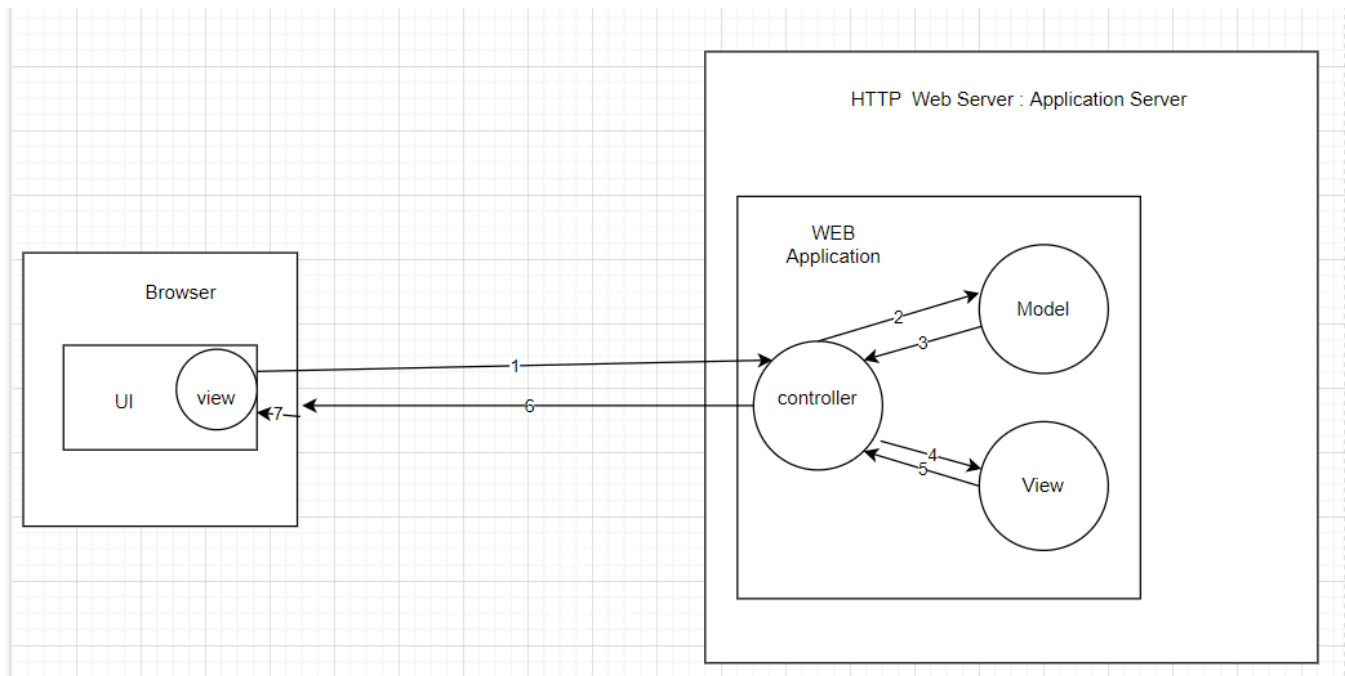 HTTP Web Server : Application Server
WEB
Application
Browser
Model
2
3
1
controller
UI
view
7
6
4
5
View